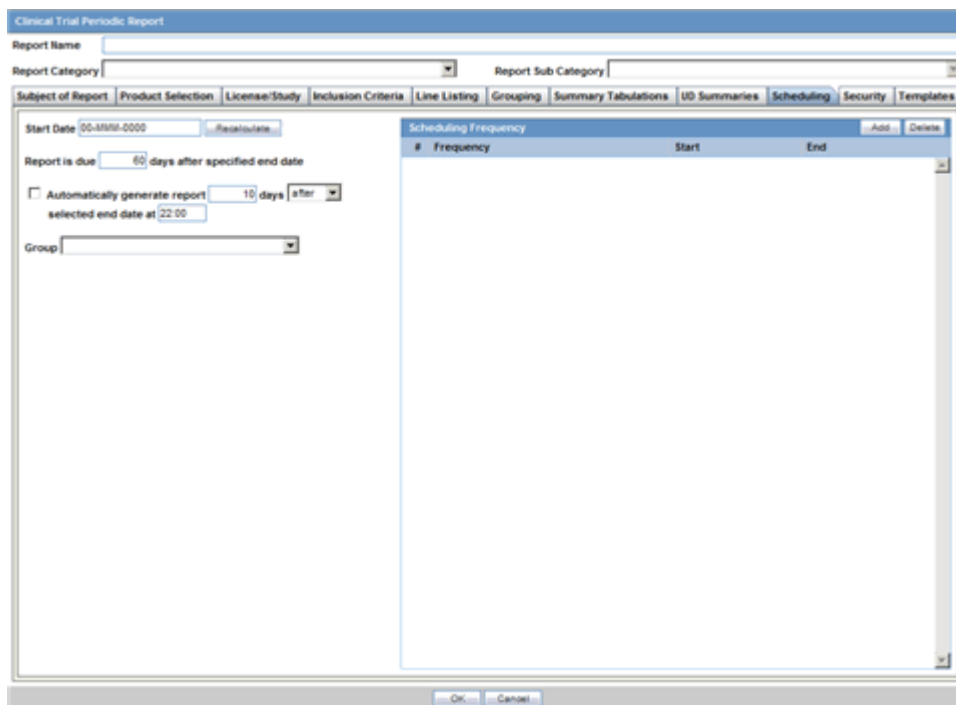 Clinical Trial Periodic Report
Report Name
Report Category Report Sub Category
Subject of Report Product Selection License/Study Inclusion Criteria Line Listing Grouping Summary Tabulations UD Summaries Scheduling Security Templates
Start Date 00-MMM-0000 Recalculate
Report is due 60 days after specified end date
Automatically generate report 10 days after
selected end date at 22:00
Group
Scheduling Frequency Add Delete
# Frequency Start End
OK Cancel